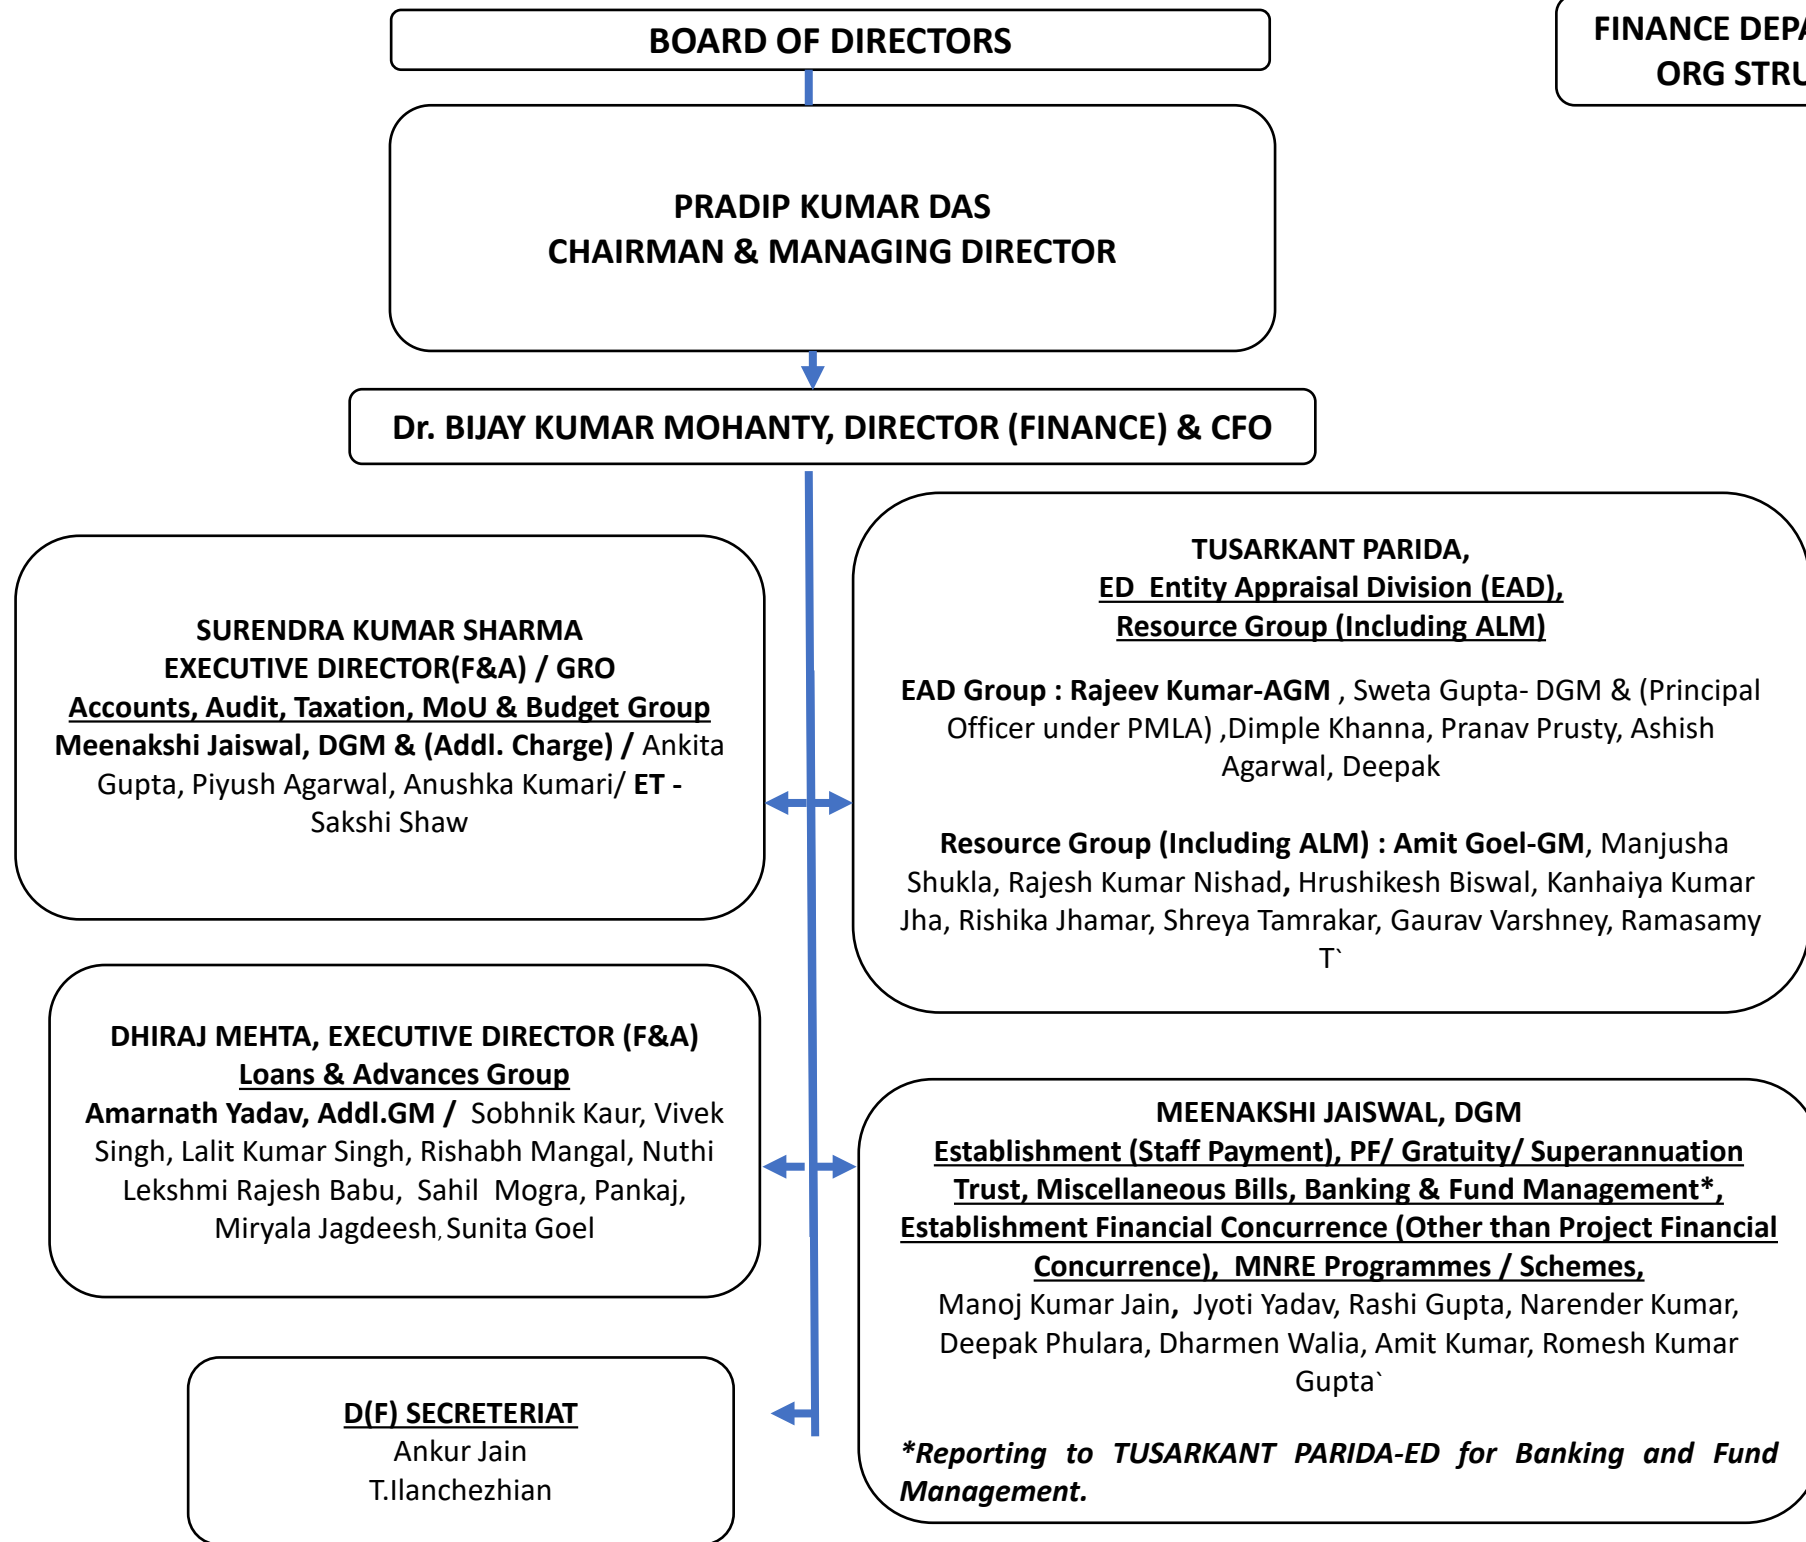 BOARD OF DIRECTORS
FINANCE DEPA
ORG STRU
PRADIP KUMAR DAS
CHAIRMAN & MANAGING DIRECTOR
Dr. BIJAY KUMAR MOHANTY, DIRECTOR (FINANCE) & CFO
SURENDRA KUMAR SHARMA
EXECUTIVE DIRECTOR(F&A) / GRO
Accounts, Audit, Taxation, MoU & Budget Group
Meenakshi Jaiswal, DGM & (Addl. Charge) / Ankita
Gupta, Piyush Agarwal, Anushka Kumari/ ET -
Sakshi Shaw
TUSARKANT PARIDA,
ED  Entity Appraisal Division (EAD),
Resource Group (Including ALM)
EAD Group : Rajeev Kumar-AGM , Sweta Gupta- DGM & (Principal
Officer under PMLA) ,Dimple Khanna, Pranav Prusty, Ashish
Agarwal, Deepak
Resource Group (Including ALM) : Amit Goel-GM, Manjusha
Shukla, Rajesh Kumar Nishad, Hrushikesh Biswal, Kanhaiya Kumar
Jha, Rishika Jhamar, Shreya Tamrakar, Gaurav Varshney, Ramasamy
T`
DHIRAJ MEHTA, EXECUTIVE DIRECTOR (F&A)
Loans & Advances Group
Amarnath Yadav, Addl.GM /  Sobhnik Kaur, Vivek
Singh, Lalit Kumar Singh, Rishabh Mangal, Nuthi
Lekshmi Rajesh Babu,  Sahil  Mogra, Pankaj,
Miryala Jagdeesh, Sunita Goel
MEENAKSHI JAISWAL, DGM
Establishment (Staff Payment), PF/ Gratuity/ Superannuation
Trust, Miscellaneous Bills, Banking & Fund Management*,
Establishment Financial Concurrence (Other than Project Financial
Concurrence),  MNRE Programmes / Schemes,
Manoj Kumar Jain,  Jyoti Yadav, Rashi Gupta, Narender Kumar,
Deepak Phulara, Dharmen Walia, Amit Kumar, Romesh Kumar
Gupta`
*Reporting to TUSARKANT PARIDA-ED for Banking and Fund
Management.
D(F) SECRETERIAT
Ankur Jain
T.Ilanchezhian